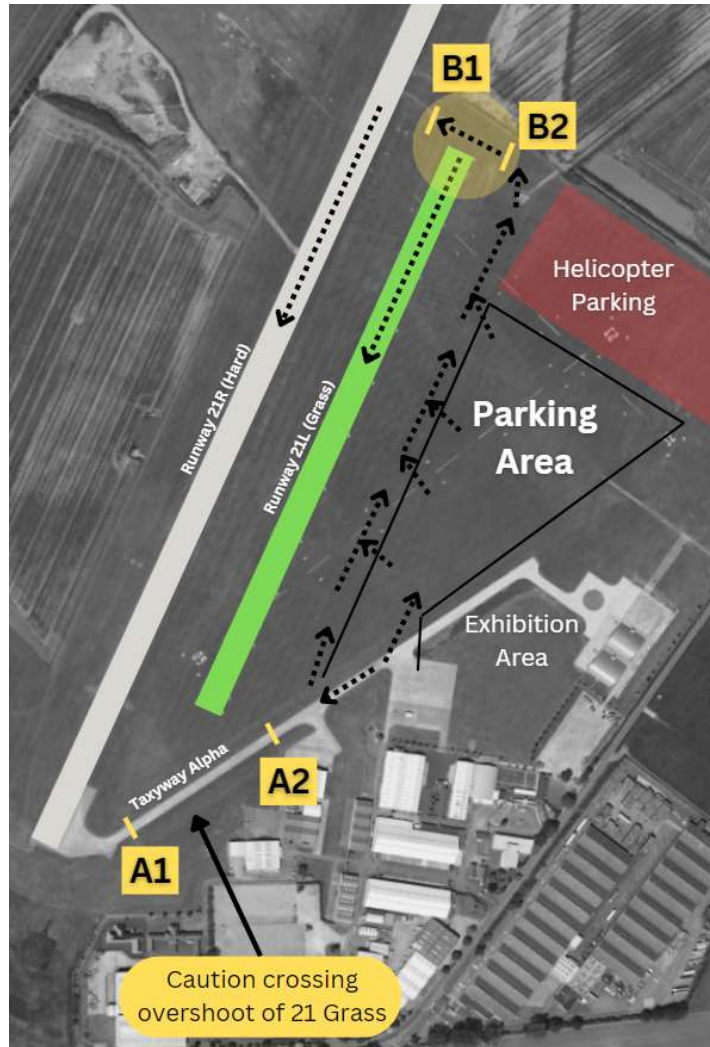 B1
B2
Helicopter
Parking
Runway 21R (Hard)
Runway 21L (Grass)
Parking
Area
Exhibition
Area
Taxyway Alpha
A2
A1
Caution crossing
overshoot of 21 Grass